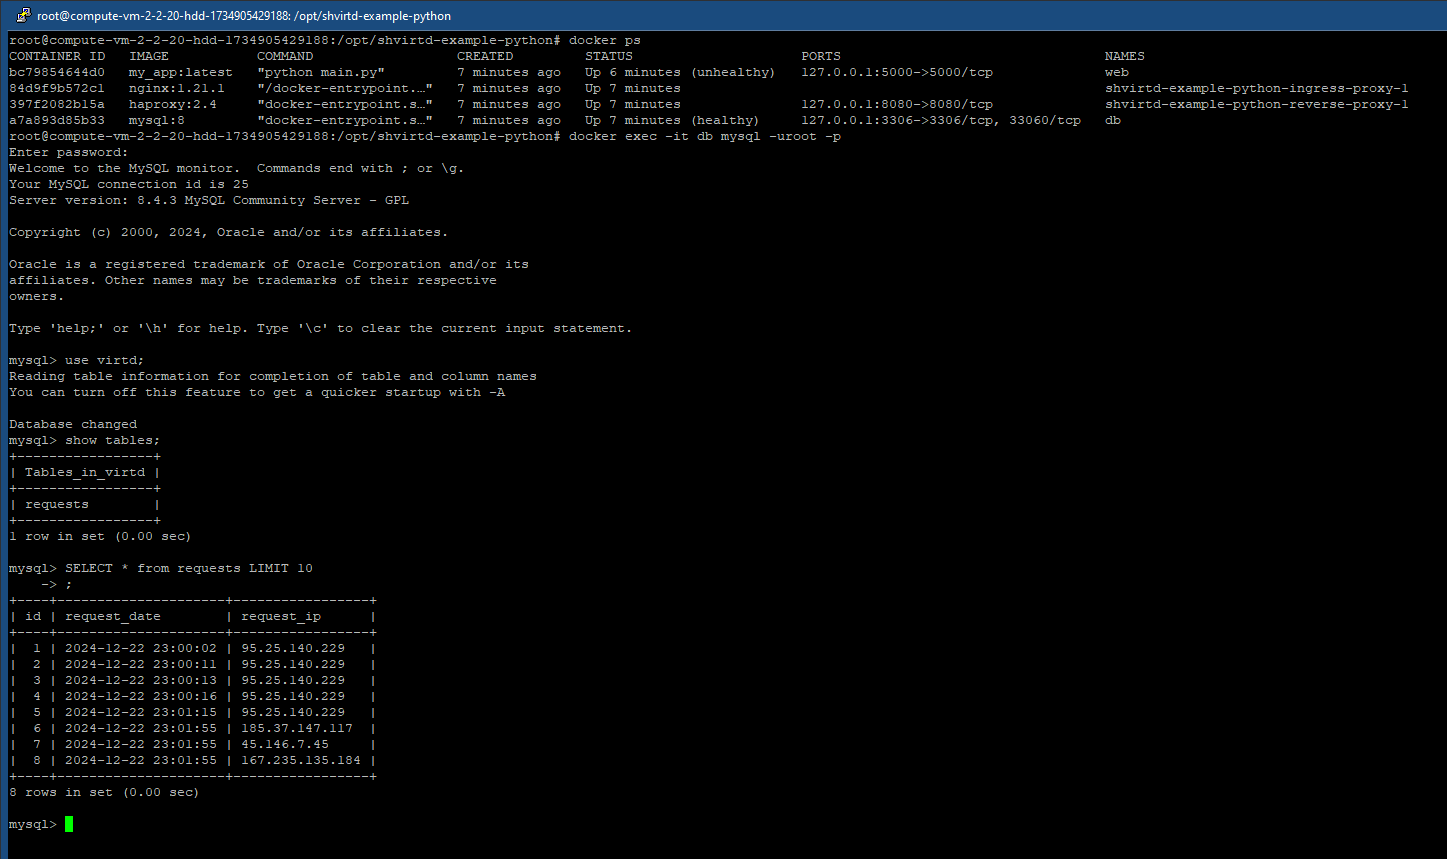 root@compute-vm-2-2-20-hdd-1734905429188: /opt/shvirtd-example-python
root@compute-vm-2-2-20-hdd-1734905429188:/opt/shvirtd-example-python# docker ps
CONTAINER ID   IMAGE           COMMAND                  CREATED         STATUS                     PORTS                                 NAMES
bc79854644d0   my_app:latest   "python main.py"         7 minutes ago   Up 6 minutes (unhealthy)   127.0.0.1:5000->5000/tcp              web
84d9f9b572c1   nginx:1.21.1    "/docker-entrypoint.…"   7 minutes ago   Up 7 minutes                                                     shvirtd-example-python-ingress-proxy-1
397f2082b15a   haproxy:2.4     "docker-entrypoint.s…"   7 minutes ago   Up 7 minutes               127.0.0.1:8080->8080/tcp              shvirtd-example-python-reverse-proxy-1
a7a893d85b33   mysql:8         "docker-entrypoint.s…"   7 minutes ago   Up 7 minutes (healthy)     127.0.0.1:3306->3306/tcp, 33060/tcp   db
root@compute-vm-2-2-20-hdd-1734905429188:/opt/shvirtd-example-python# docker exec -it db mysql -uroot -p
Enter password:
Welcome to the MySQL monitor.  Commands end with ; or \g.
Your MySQL connection id is 25
Server version: 8.4.3 MySQL Community Server - GPL
Copyright (c) 2000, 2024, Oracle and/or its affiliates.
Oracle is a registered trademark of Oracle Corporation and/or its
affiliates. Other names may be trademarks of their respective
owners.
Type 'help;' or '\h' for help. Type '\c' to clear the current input statement.
mysql> use virtd;
Reading table information for completion of table and column names
You can turn off this feature to get a quicker startup with -A
Database changed
mysql> show tables;
+-----------------+
| Tables_in_virtd |
+-----------------+
| requests        |
+-----------------+
1 row in set (0.00 sec)
mysql> SELECT * from requests LIMIT 10
    -> ;
+----+---------------------+-----------------+
| id | request_date        | request_ip      |
+----+---------------------+-----------------+
|  1 | 2024-12-22 23:00:02 | 95.25.140.229   |
|  2 | 2024-12-22 23:00:11 | 95.25.140.229   |
|  3 | 2024-12-22 23:00:13 | 95.25.140.229   |
|  4 | 2024-12-22 23:00:16 | 95.25.140.229   |
|  5 | 2024-12-22 23:01:15 | 95.25.140.229   |
|  6 | 2024-12-22 23:01:55 | 185.37.147.117  |
|  7 | 2024-12-22 23:01:55 | 45.146.7.45     |
|  8 | 2024-12-22 23:01:55 | 167.235.135.184 |
+----+---------------------+-----------------+
8 rows in set (0.00 sec)
mysql>